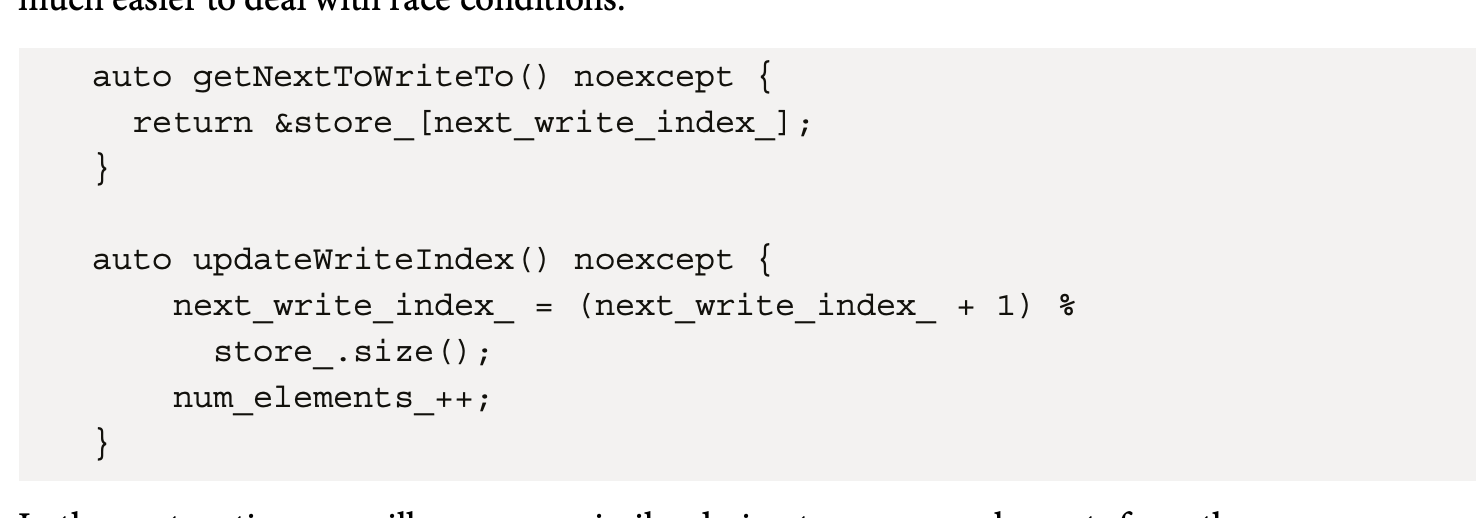 much easier to deal with race conditions.
auto getNextToWriteTo() noexcept {
  return &store_[next_write_index_];
}
auto updateWriteIndex() noexcept {
    next_write_index_ = (next_write_index_ + 1) %
      store_.size();
    num_elements_++;
}